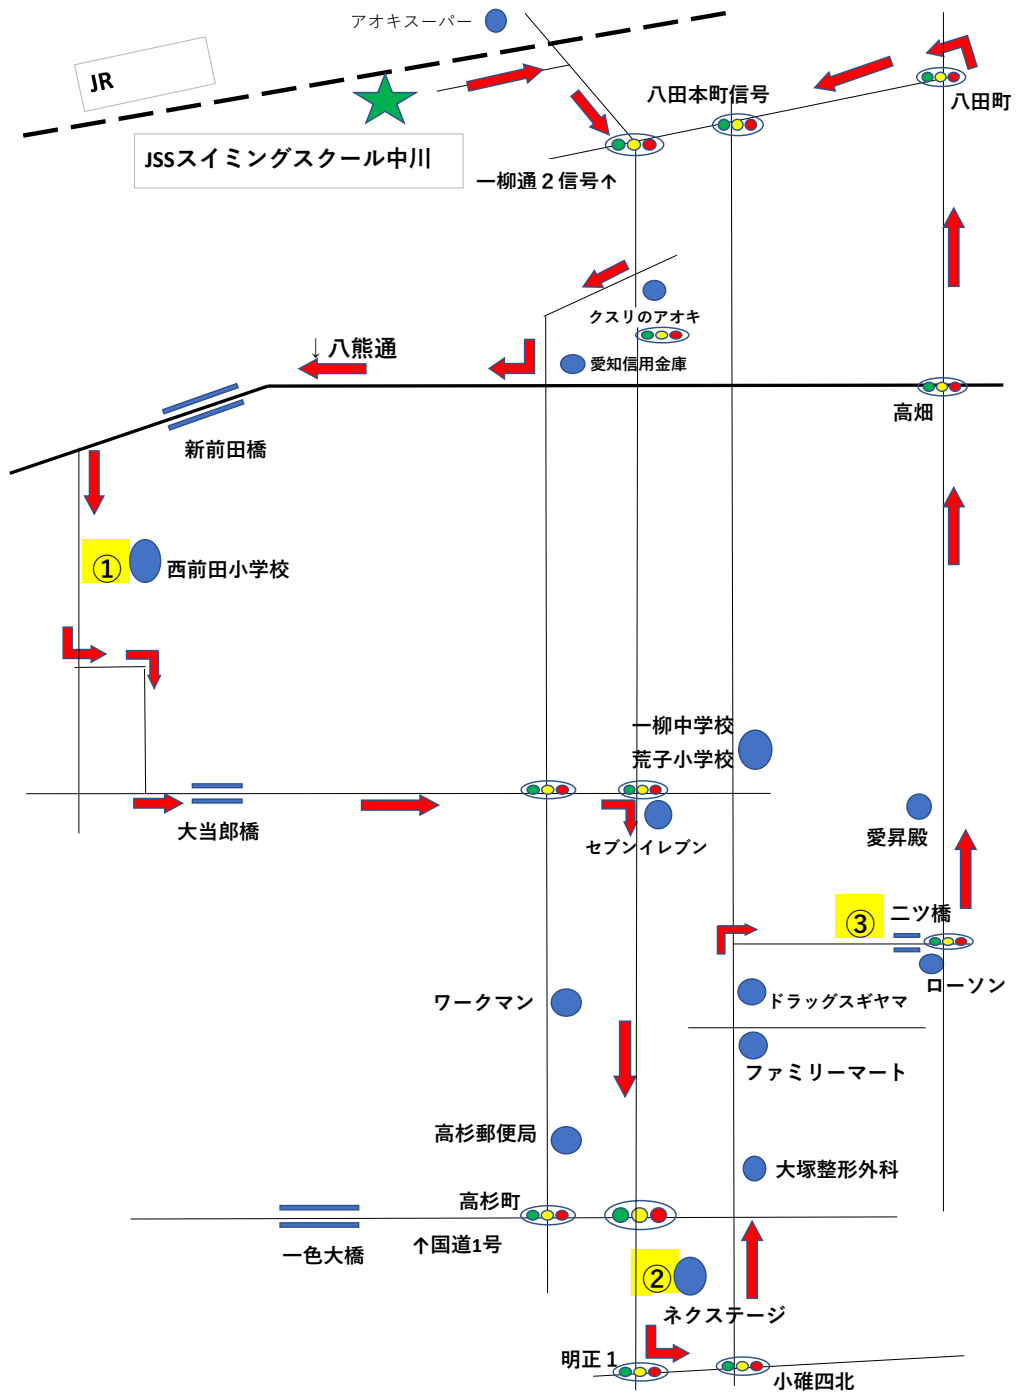 アオキスーパー
JR
八田本町信号
八田町
JSSスイミングスクール中川
一柳通２信号↑
クスリのアオキ
↓八熊通
愛知信用金庫
高畑
新前田橋
①
西前田小学校
一柳中学校
荒子小学校
大当郎橋
セブンイレブン
愛昇殿
③
二ツ橋
ローソン
ワークマン
ドラッグスギヤマ
ファミリーマート
高杉郵便局
大塚整形外科
高杉町
↑国道1号
一色大橋
②
ネクステージ
明正１
小碓四北